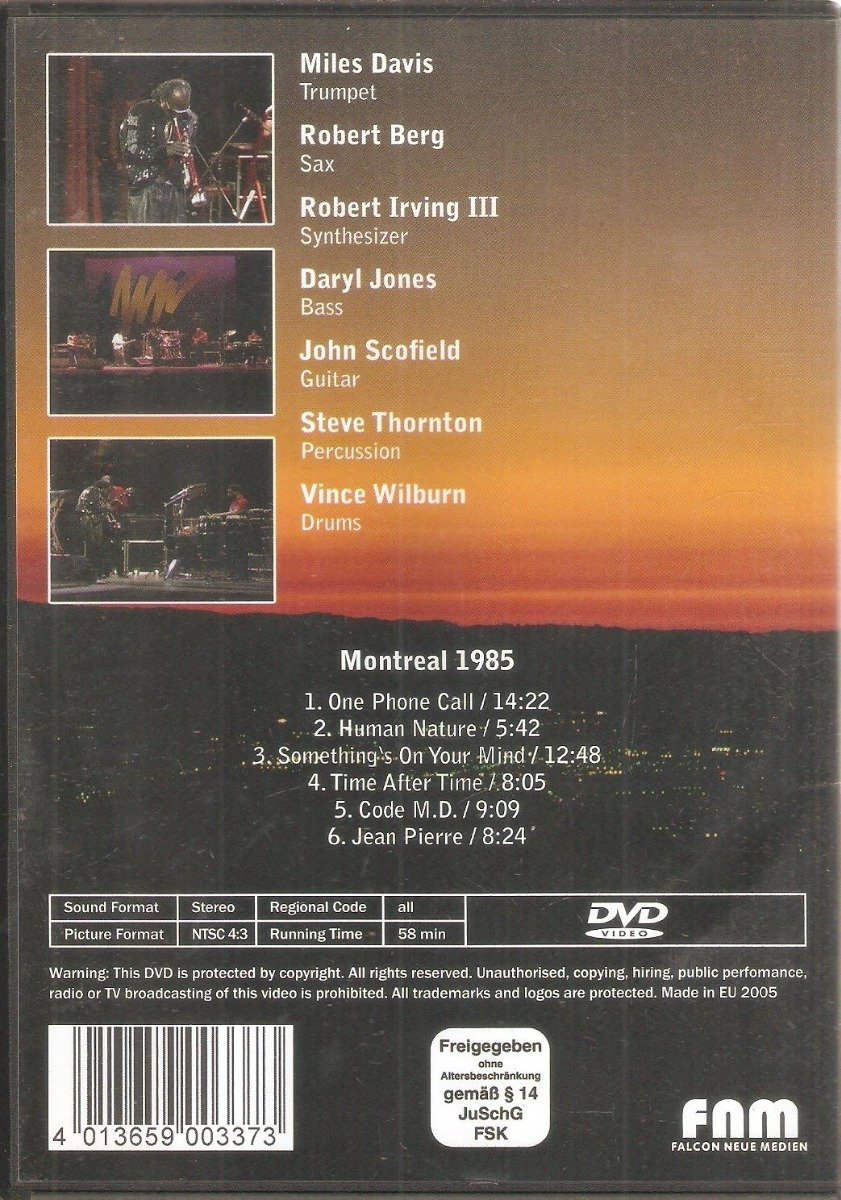 Miles Davis
Trumpet
Robert Berg
Sax
Robert Irving III
Synthesizer
Daryl Jones
Bass
John Scofield
Guitar
Steve Thornton
Percussion
Vince Wilburn
Drums
Montreal 1985
1. One Phone Call / 14:22
2. Human Nature / 5:42
3. Something's On Your Mind / 12:48
4. Time After Time / 8:05
5. Code M.D. / 9:09
6. Jean Pierre / 8:24
Sound Format Stereo Regional Code all
Picture Format NTSC 4:3 Running Time 58 min
DVD
VIDEO
Warning: This DVD is protected by copyright. All rights reserved. Unauthorised, copying, hiring, public perfomance,
radio or TV broadcasting of this video is prohibited. All trademarks and logos are protected. Made in EU 2005
4 013659 003373
Freigegeben
ohne
Altersbeschränkung
gemäß § 14
JuSchG
FSK
fnm
FALCON NEUE MEDIEN